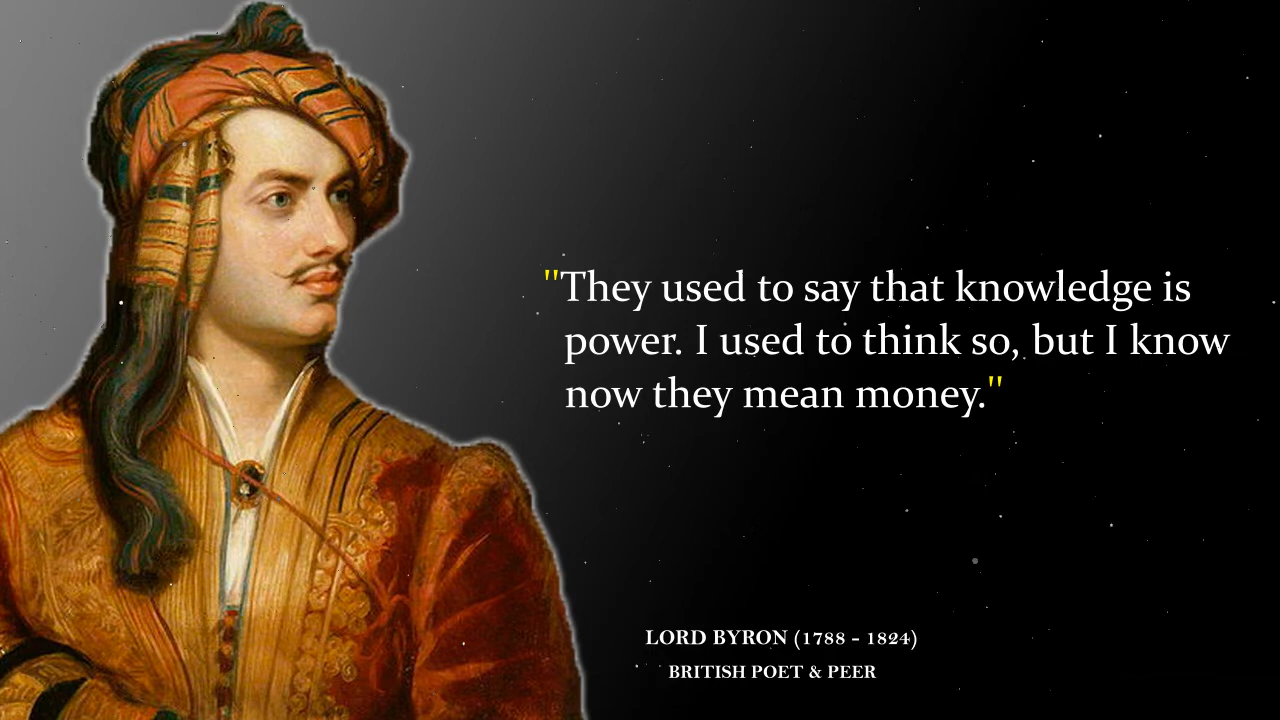 "They used to say that knowledge is
power. I used to think so, but I know
now they mean money."
LORD BYRON (1788 - 1824)
BRITISH POET & PEER